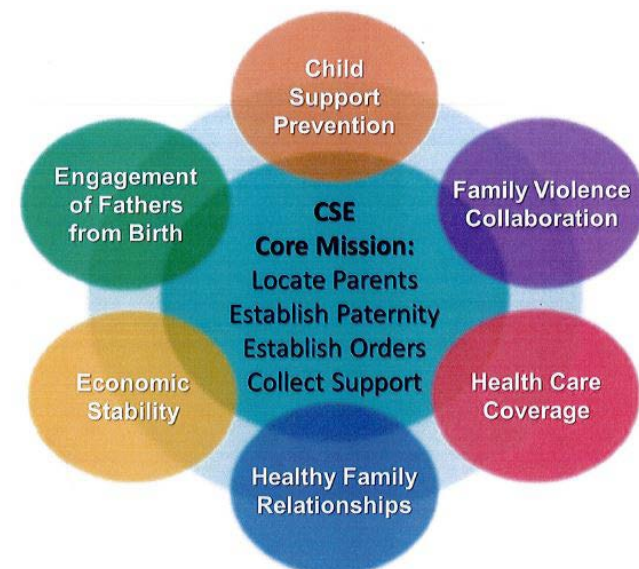 Child
Support
Prevention
Engagement
of Fathers
from Birth
Family Violence
Collaboration
CSE
Core Mission:
Locate Parents
Establish Paternity
Establish Orders
Collect Support
Economic
Stability
Health Care
Coverage
Healthy Family
Relationships